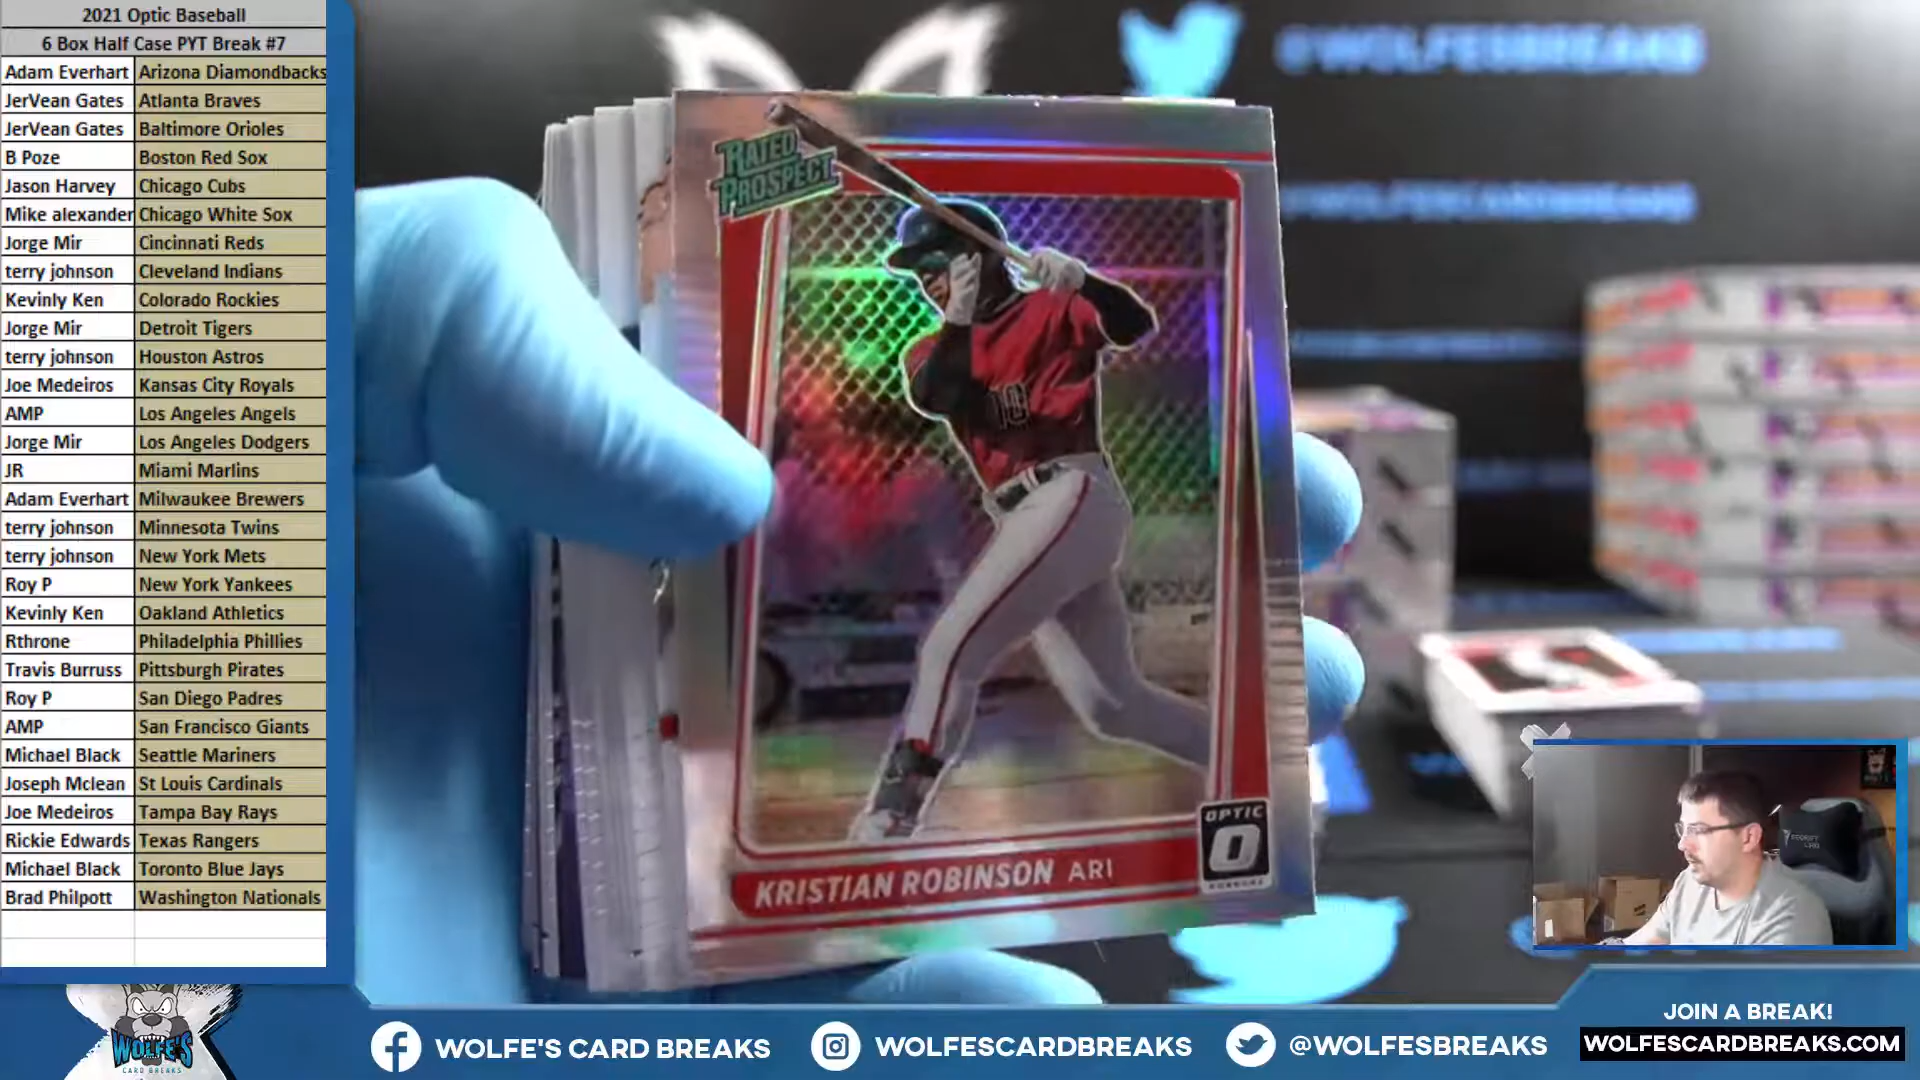 2021 Optic Baseball
6 Box Half Case PYT Break #7
Adam Everhart Arizona Diamondbacks
JerVean Gates Atlanta Braves
JerVean Gates Baltimore Orioles
B Poze Boston Red Sox
Jason Harvey Chicago Cubs
Mike alexander Chicago White Sox
Jorge Mir Cincinnati Reds
terry johnson Cleveland Indians
Kevinly Ken Colorado Rockies
Jorge Mir Detroit Tigers
terry johnson Houston Astros
Joe Medeiros Kansas City Royals
AMP Los Angeles Angels
Jorge Mir Los Angeles Dodgers
JR Miami Marlins
Adam Everhart Milwaukee Brewers
terry johnson Minnesota Twins
terry johnson New York Mets
Roy P New York Yankees
Kevinly Ken Oakland Athletics
Rthrone Philadelphia Phillies
Travis Burruss Pittsburgh Pirates
Roy P San Diego Padres
AMP San Francisco Giants
Michael Black Seattle Mariners
Joseph Mclean St Louis Cardinals
Joe Medeiros Tampa Bay Rays
Rickie Edwards Texas Rangers
Michael Black Toronto Blue Jays
Brad Philpott Washington Nationals
@WOLFESBREAKS
@WOLFESCARDBREAKS
RATED
PROSPECT
10
OPTIC
O
DONRUSS
KRISTIAN ROBINSON ARI
WOLFE'S
CARD BREAKS
WOLFE'S CARD BREAKS
WOLFESCARDBREAKS
@WOLFESBREAKS
JOIN A BREAK!
WOLFESCARDBREAKS.COM